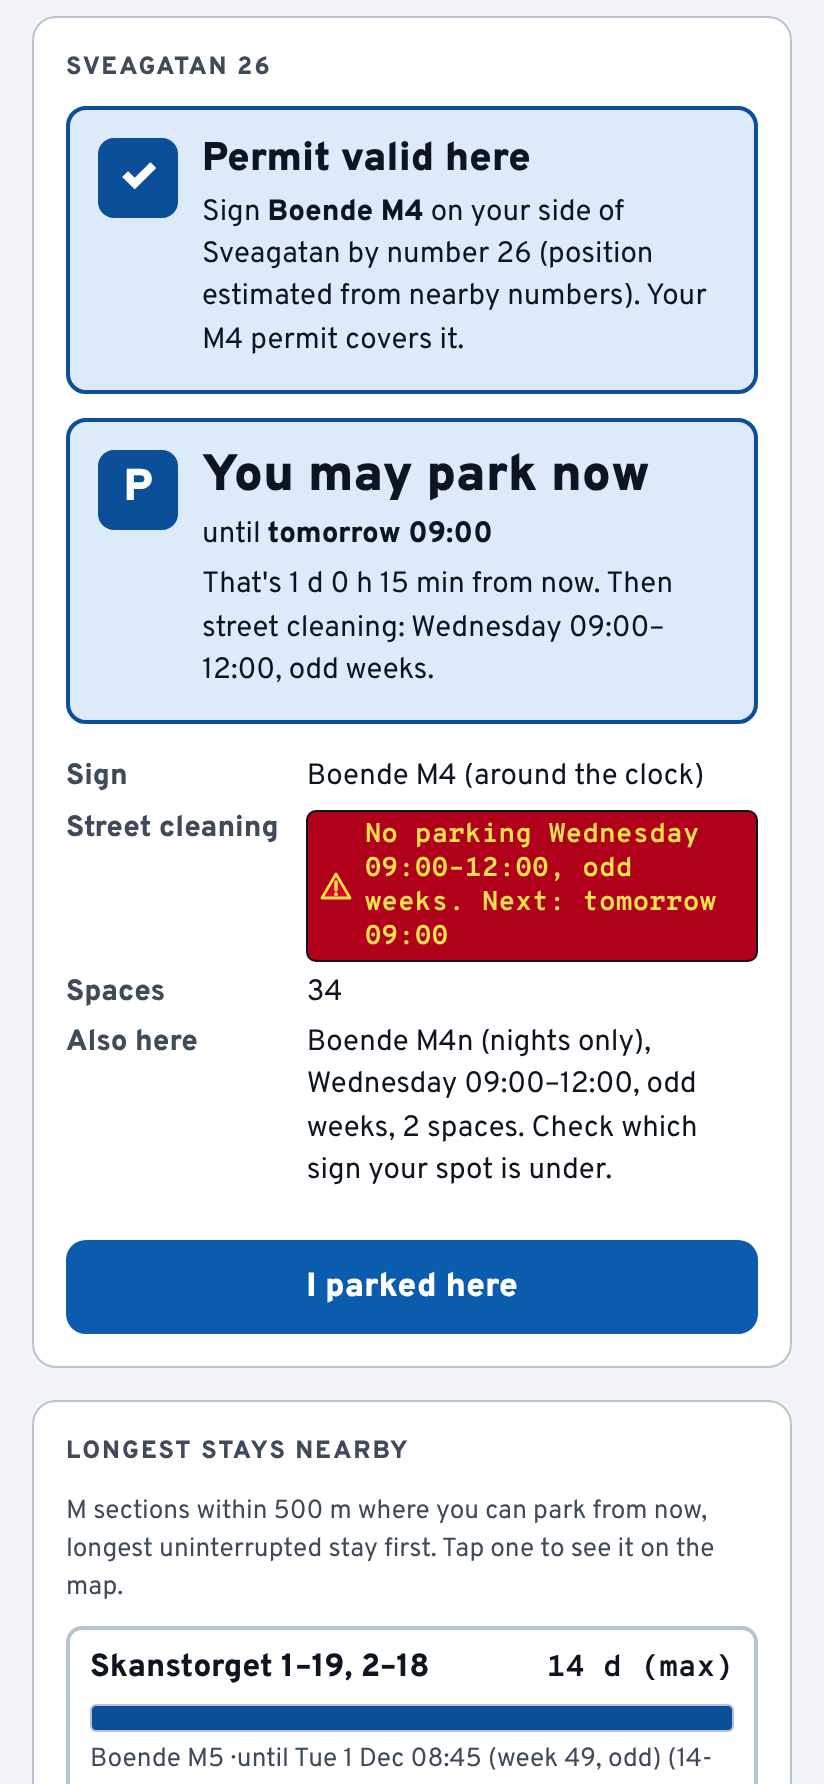 SVEAGATAN 26
Permit valid here
Sign Boende M4 on your side of
Sveagatan by number 26 (position
estimated from nearby numbers). Your
M4 permit covers it.
P
You may park now
until tomorrow 09:00
That's 1 d 0 h 15 min from now. Then
street cleaning: Wednesday 09:00–
12:00, odd weeks.
Sign
Boende M4 (around the clock)
Street cleaning
No parking Wednesday
09:00–12:00, odd
weeks. Next: tomorrow
09:00
Spaces
34
Also here
Boende M4n (nights only),
Wednesday 09:00–12:00, odd
weeks, 2 spaces. Check which
sign your spot is under.
I parked here
LONGEST STAYS NEARBY
M sections within 500 m where you can park from now,
longest uninterrupted stay first. Tap one to see it on the
map.
Skanstorget 1–19, 2–18
14 d (max)
Boende M5 ·until Tue 1 Dec 08:45 (week 49, odd) (14-